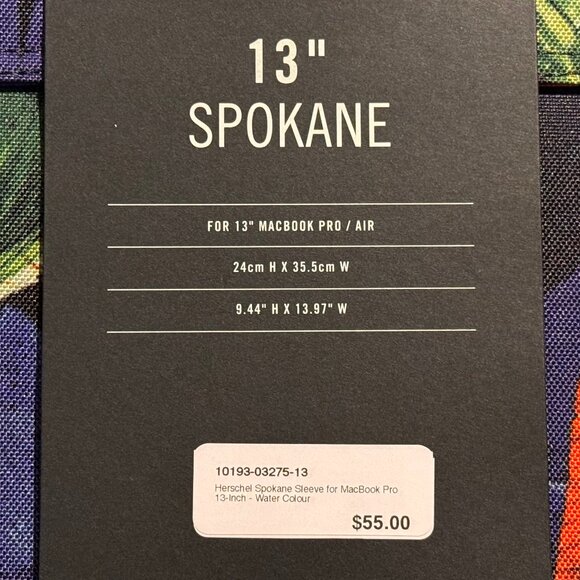 13"
SPOKANE
FOR 13" MACBOOK PRO / AIR
24cm H X 35.5cm W
9.44" H X 13.97" W
10193-03275-13
Herschel Spokane Sleeve for MacBook Pro
13-Inch - Water Colour
$55.00